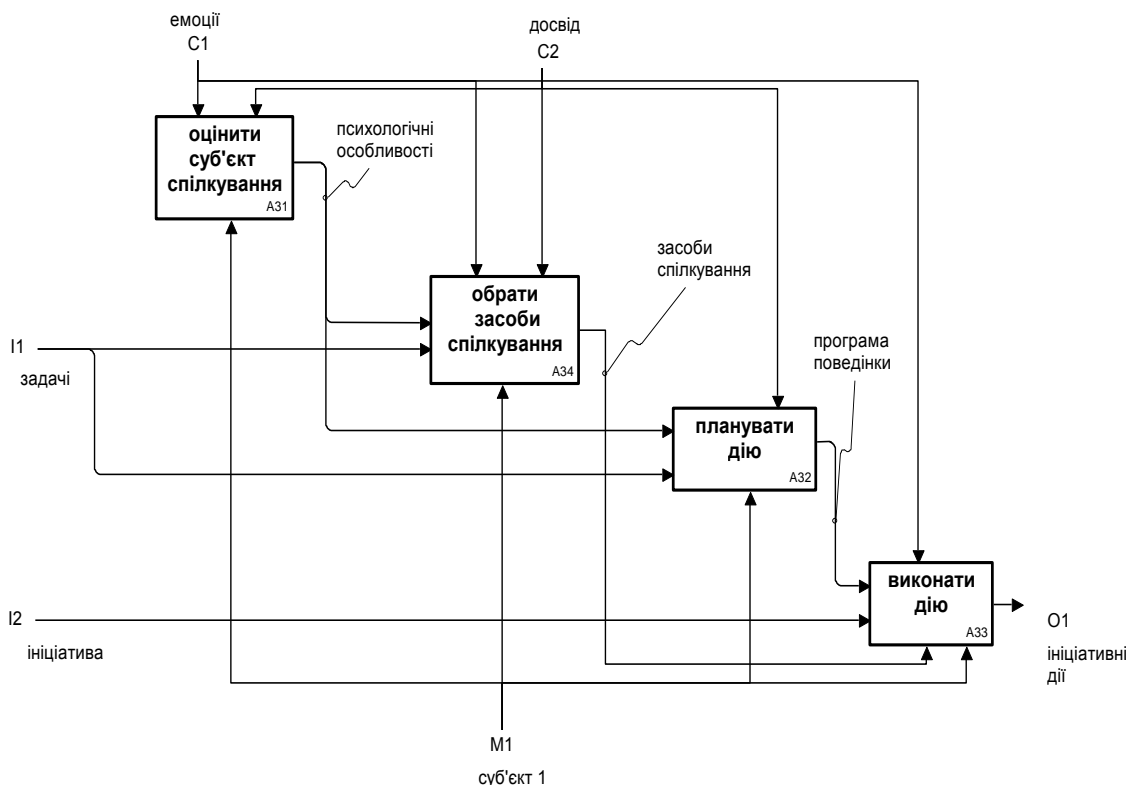 емоції
C1
досвід
C2
оцінити
суб'єкт
спілкування
A31
психологічні
особливості
обрати
засоби
спілкування
A34
засоби
спілкування
I1
задачі
програма
поведінки
планувати
дію
A32
виконати
дію
A33
I2
ініціатива
O1
ініціативні
дії
M1
суб'єкт 1